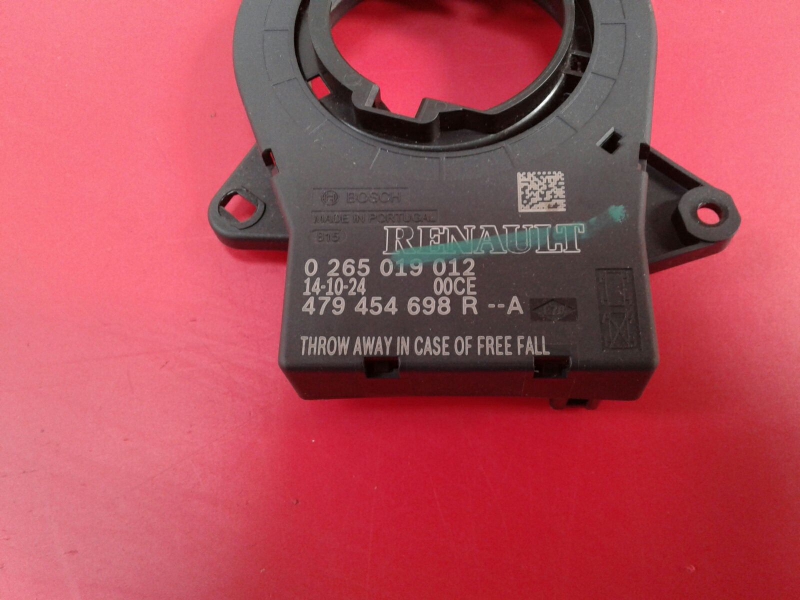 BOSCH
MADE IN PORTUGAL
RENAULT
0 265 019 012
14-10-24 00CE
479 454 698 R --A
THROW AWAY IN CASE OF FREE FALL